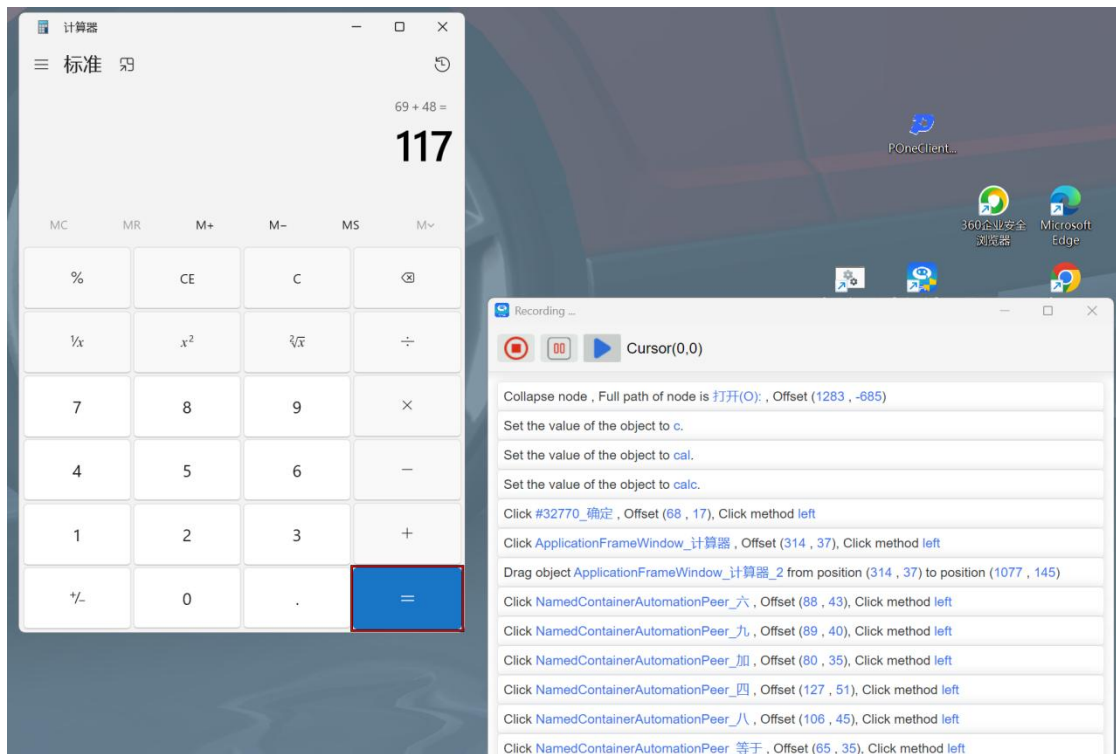 计算器
标准
69 + 48 =
117
MC MR M+ M− MS M˅
% CE C
¹/x x² ²√x ÷
7 8 9 ×
4 5 6 −
1 2 3 +
+/− 0 . =
POneClient...
360企业安全浏览器
Microsoft Edge
Recording ...
Cursor(0,0)
Collapse node , Full path of node is 打开(O): , Offset (1283 , -685)
Set the value of the object to c.
Set the value of the object to cal.
Set the value of the object to calc.
Click #32770_确定 , Offset (68 , 17), Click method left
Click ApplicationFrameWindow_计算器 , Offset (314 , 37), Click method left
Drag object ApplicationFrameWindow_计算器_2 from position (314 , 37) to position (1077 , 145)
Click NamedContainerAutomationPeer_六 , Offset (88 , 43), Click method left
Click NamedContainerAutomationPeer_九 , Offset (89 , 40), Click method left
Click NamedContainerAutomationPeer_加 , Offset (80 , 35), Click method left
Click NamedContainerAutomationPeer_四 , Offset (127 , 51), Click method left
Click NamedContainerAutomationPeer_八 , Offset (106 , 45), Click method left
Click NamedContainerAutomationPeer_等于 , Offset (65 , 35), Click method left